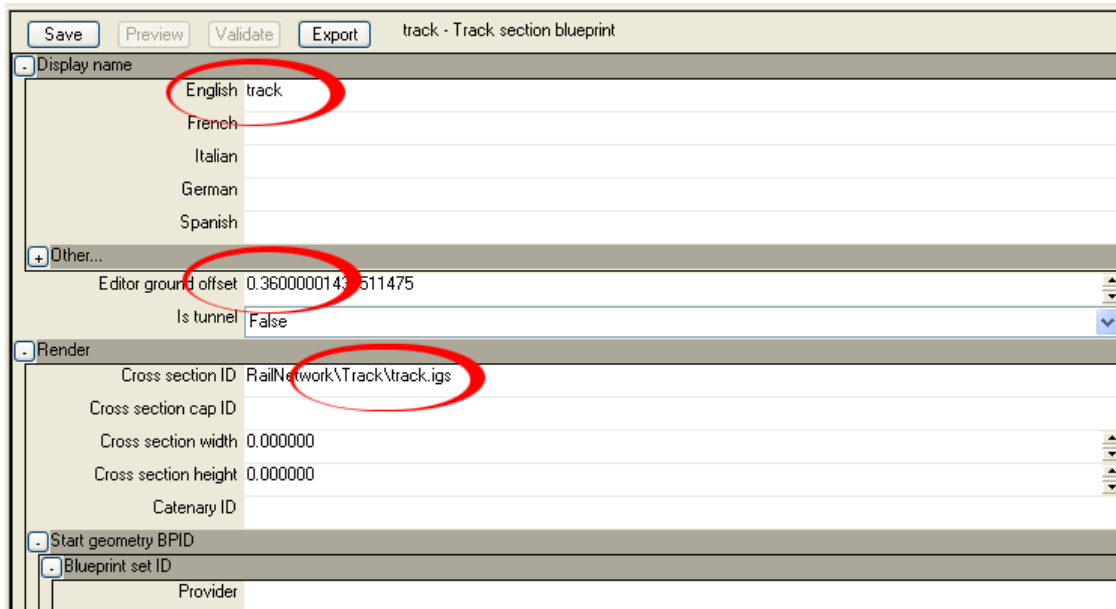 Save Preview Validate Export track - Track section blueprint
- Display name
English track
French
Italian
German
Spanish
+ Other...
Editor ground offset 0.36000001430511475
Is tunnel False
- Render
Cross section ID RailNetwork\Track\track.igs
Cross section cap ID
Cross section width 0.000000
Cross section height 0.000000
Catenary ID
- Start geometry BPID
- Blueprint set ID
Provider